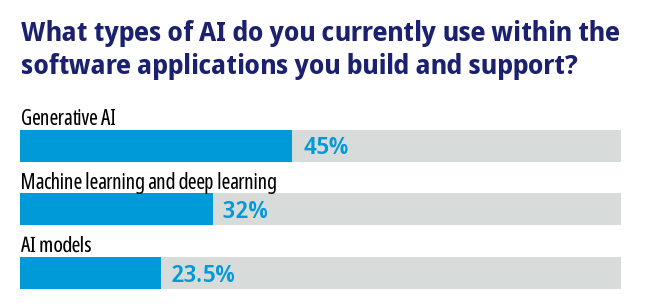 What types of AI do you currently use within the
software applications you build and support?
Generative AI
45%
Machine learning and deep learning
32%
AI models
23.5%